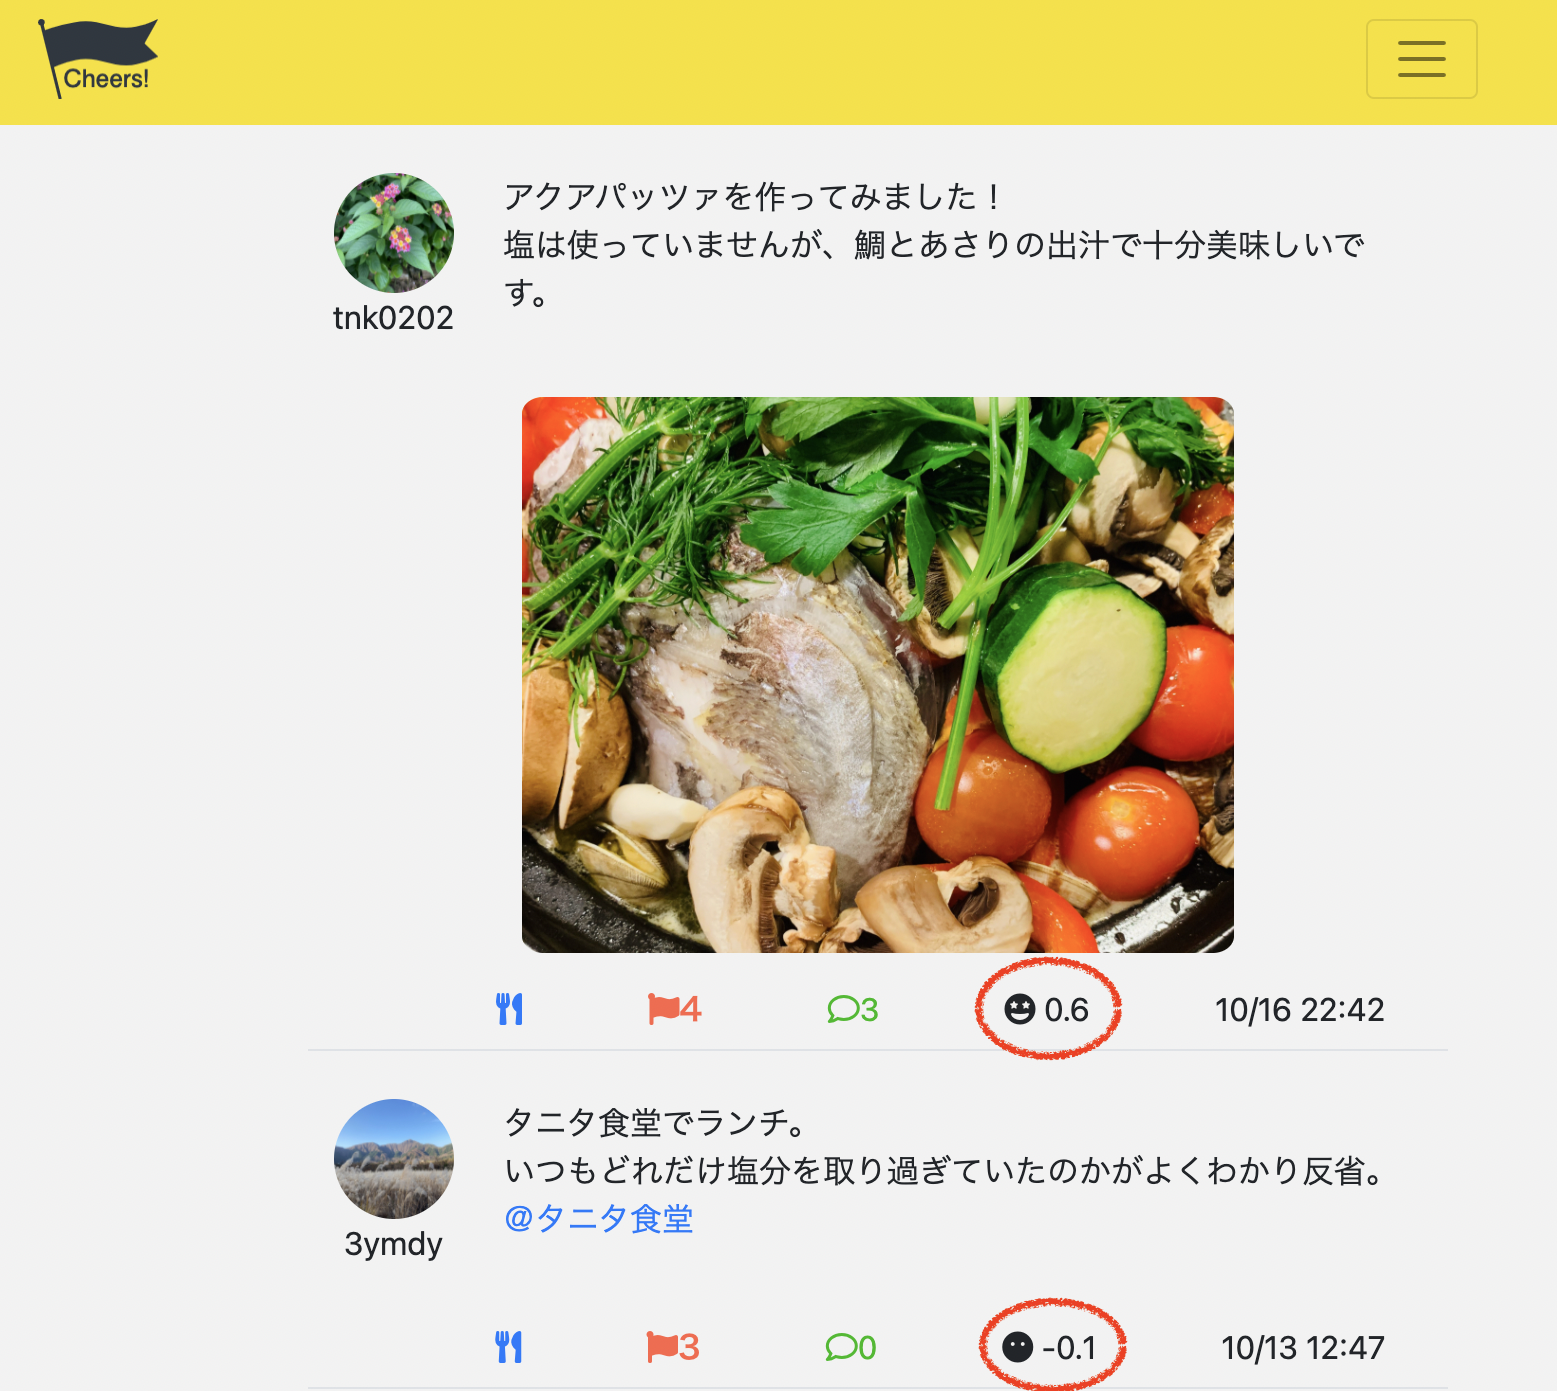 Cheers!
アクアパッツァを作ってみました！
塩は使っていませんが、鯛とあさりの出汁で十分美味しいで
す。
tnk0202
4 3 0.6 10/16 22:42
タニタ食堂でランチ。
いつもどれだけ塩分を取り過ぎていたのかがよくわかり反省。
@タニタ食堂
3ymdy
3 0 -0.1 10/13 12:47